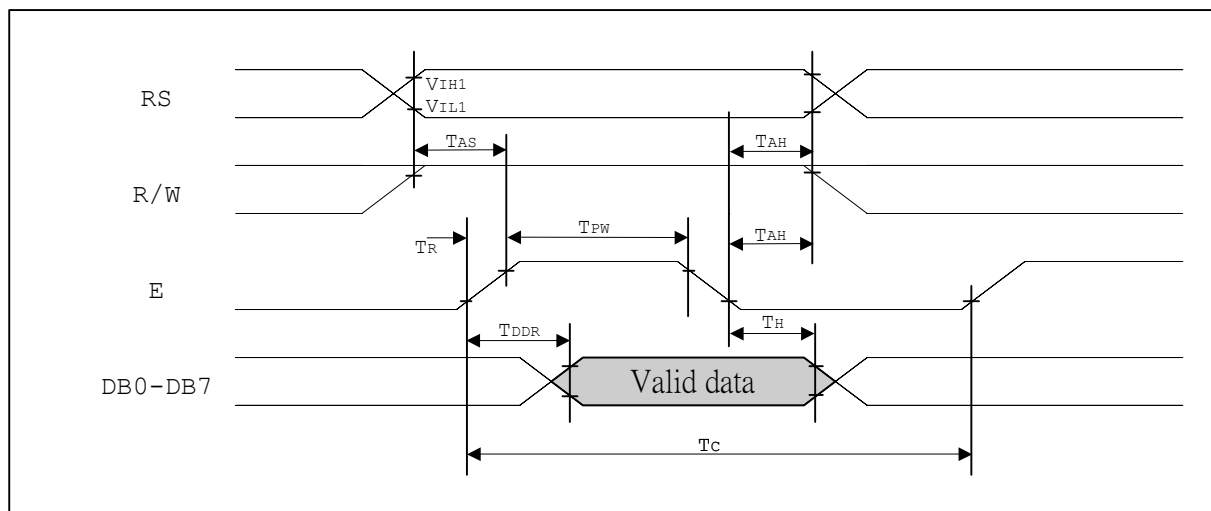 RS
VIH1
VIL1
TAS
TAH
R/W
TPW
TAH
TR
E
TDDR
TH
DB0-DB7
Valid data
TC